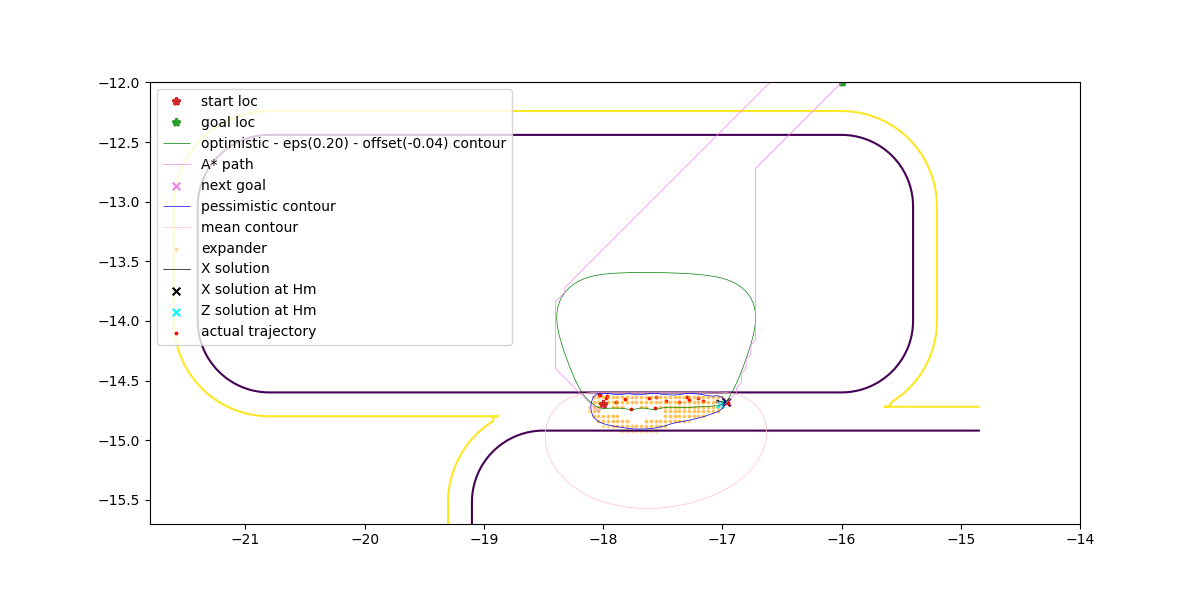 −12.0
−12.5
−13.0
−13.5
−14.0
−14.5
−15.0
−15.5
start loc
goal loc
optimistic - eps(0.20) - offset(-0.04) contour
A* path
next goal
pessimistic contour
mean contour
expander
X solution
X solution at Hm
Z solution at Hm
actual trajectory
−21 −20 −19 −18 −17 −16 −15 −14